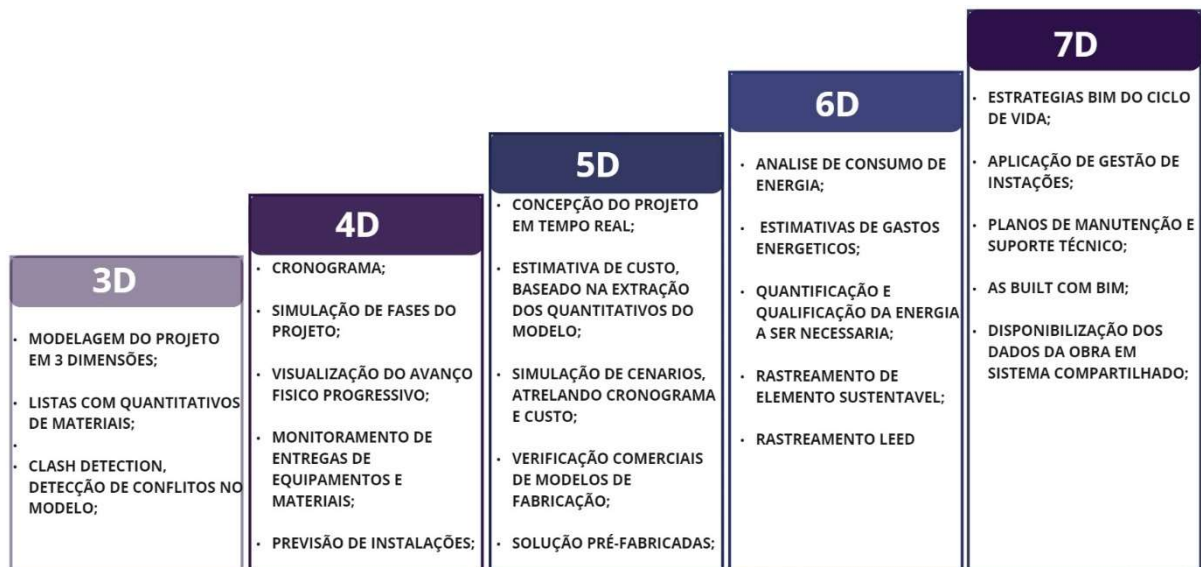 3D
• MODELAGEM DO PROJETO
EM 3 DIMENSÕES;
• LISTAS COM QUANTITATIVOS
DE MATERIAIS;
•
• CLASH DETECTION,
DETECÇÃO DE CONFLITOS NO
MODELO;
4D
• CRONOGRAMA;
• SIMULAÇÃO DE FASES DO
PROJETO;
• VISUALIZAÇÃO DO AVANÇO
FISICO PROGRESSIVO;
• MONITORAMENTO DE
ENTREGAS DE
EQUIPAMENTOS E
MATERIAIS;
• PREVISÃO DE INSTALAÇÕES;
5D
• CONCEPÇÃO DO PROJETO
EM TEMPO REAL;
• ESTIMATIVA DE CUSTO,
BASEADO NA EXTRAÇÃO
DOS QUANTITATIVOS DO
MODELO;
• SIMULAÇÃO DE CENARIOS,
ATRELANDO CRONOGRAMA
E CUSTO;
• VERIFICAÇÃO COMERCIAIS
DE MODELOS DE
FABRICAÇÃO;
• SOLUÇÃO PRÉ-FABRICADAS;
6D
• ANALISE DE CONSUMO DE
ENERGIA;
• ESTIMATIVAS DE GASTOS
ENERGETICOS;
• QUANTIFICAÇÃO E
QUALIFICAÇÃO DA ENERGIA
A SER NECESSARIA;
• RASTREAMENTO DE
ELEMENTO SUSTENTAVEL;
• RASTREAMENTO LEED
7D
• ESTRATEGIAS BIM DO CICLO
DE VIDA;
• APLICAÇÃO DE GESTÃO DE
INSTAÇÕES;
• PLANOS DE MANUTENÇÃO E
SUPORTE TÉCNICO;
• AS BUILT COM BIM;
• DISPONIBILIZAÇÃO DOS
DADOS DA OBRA EM
SISTEMA COMPARTILHADO;